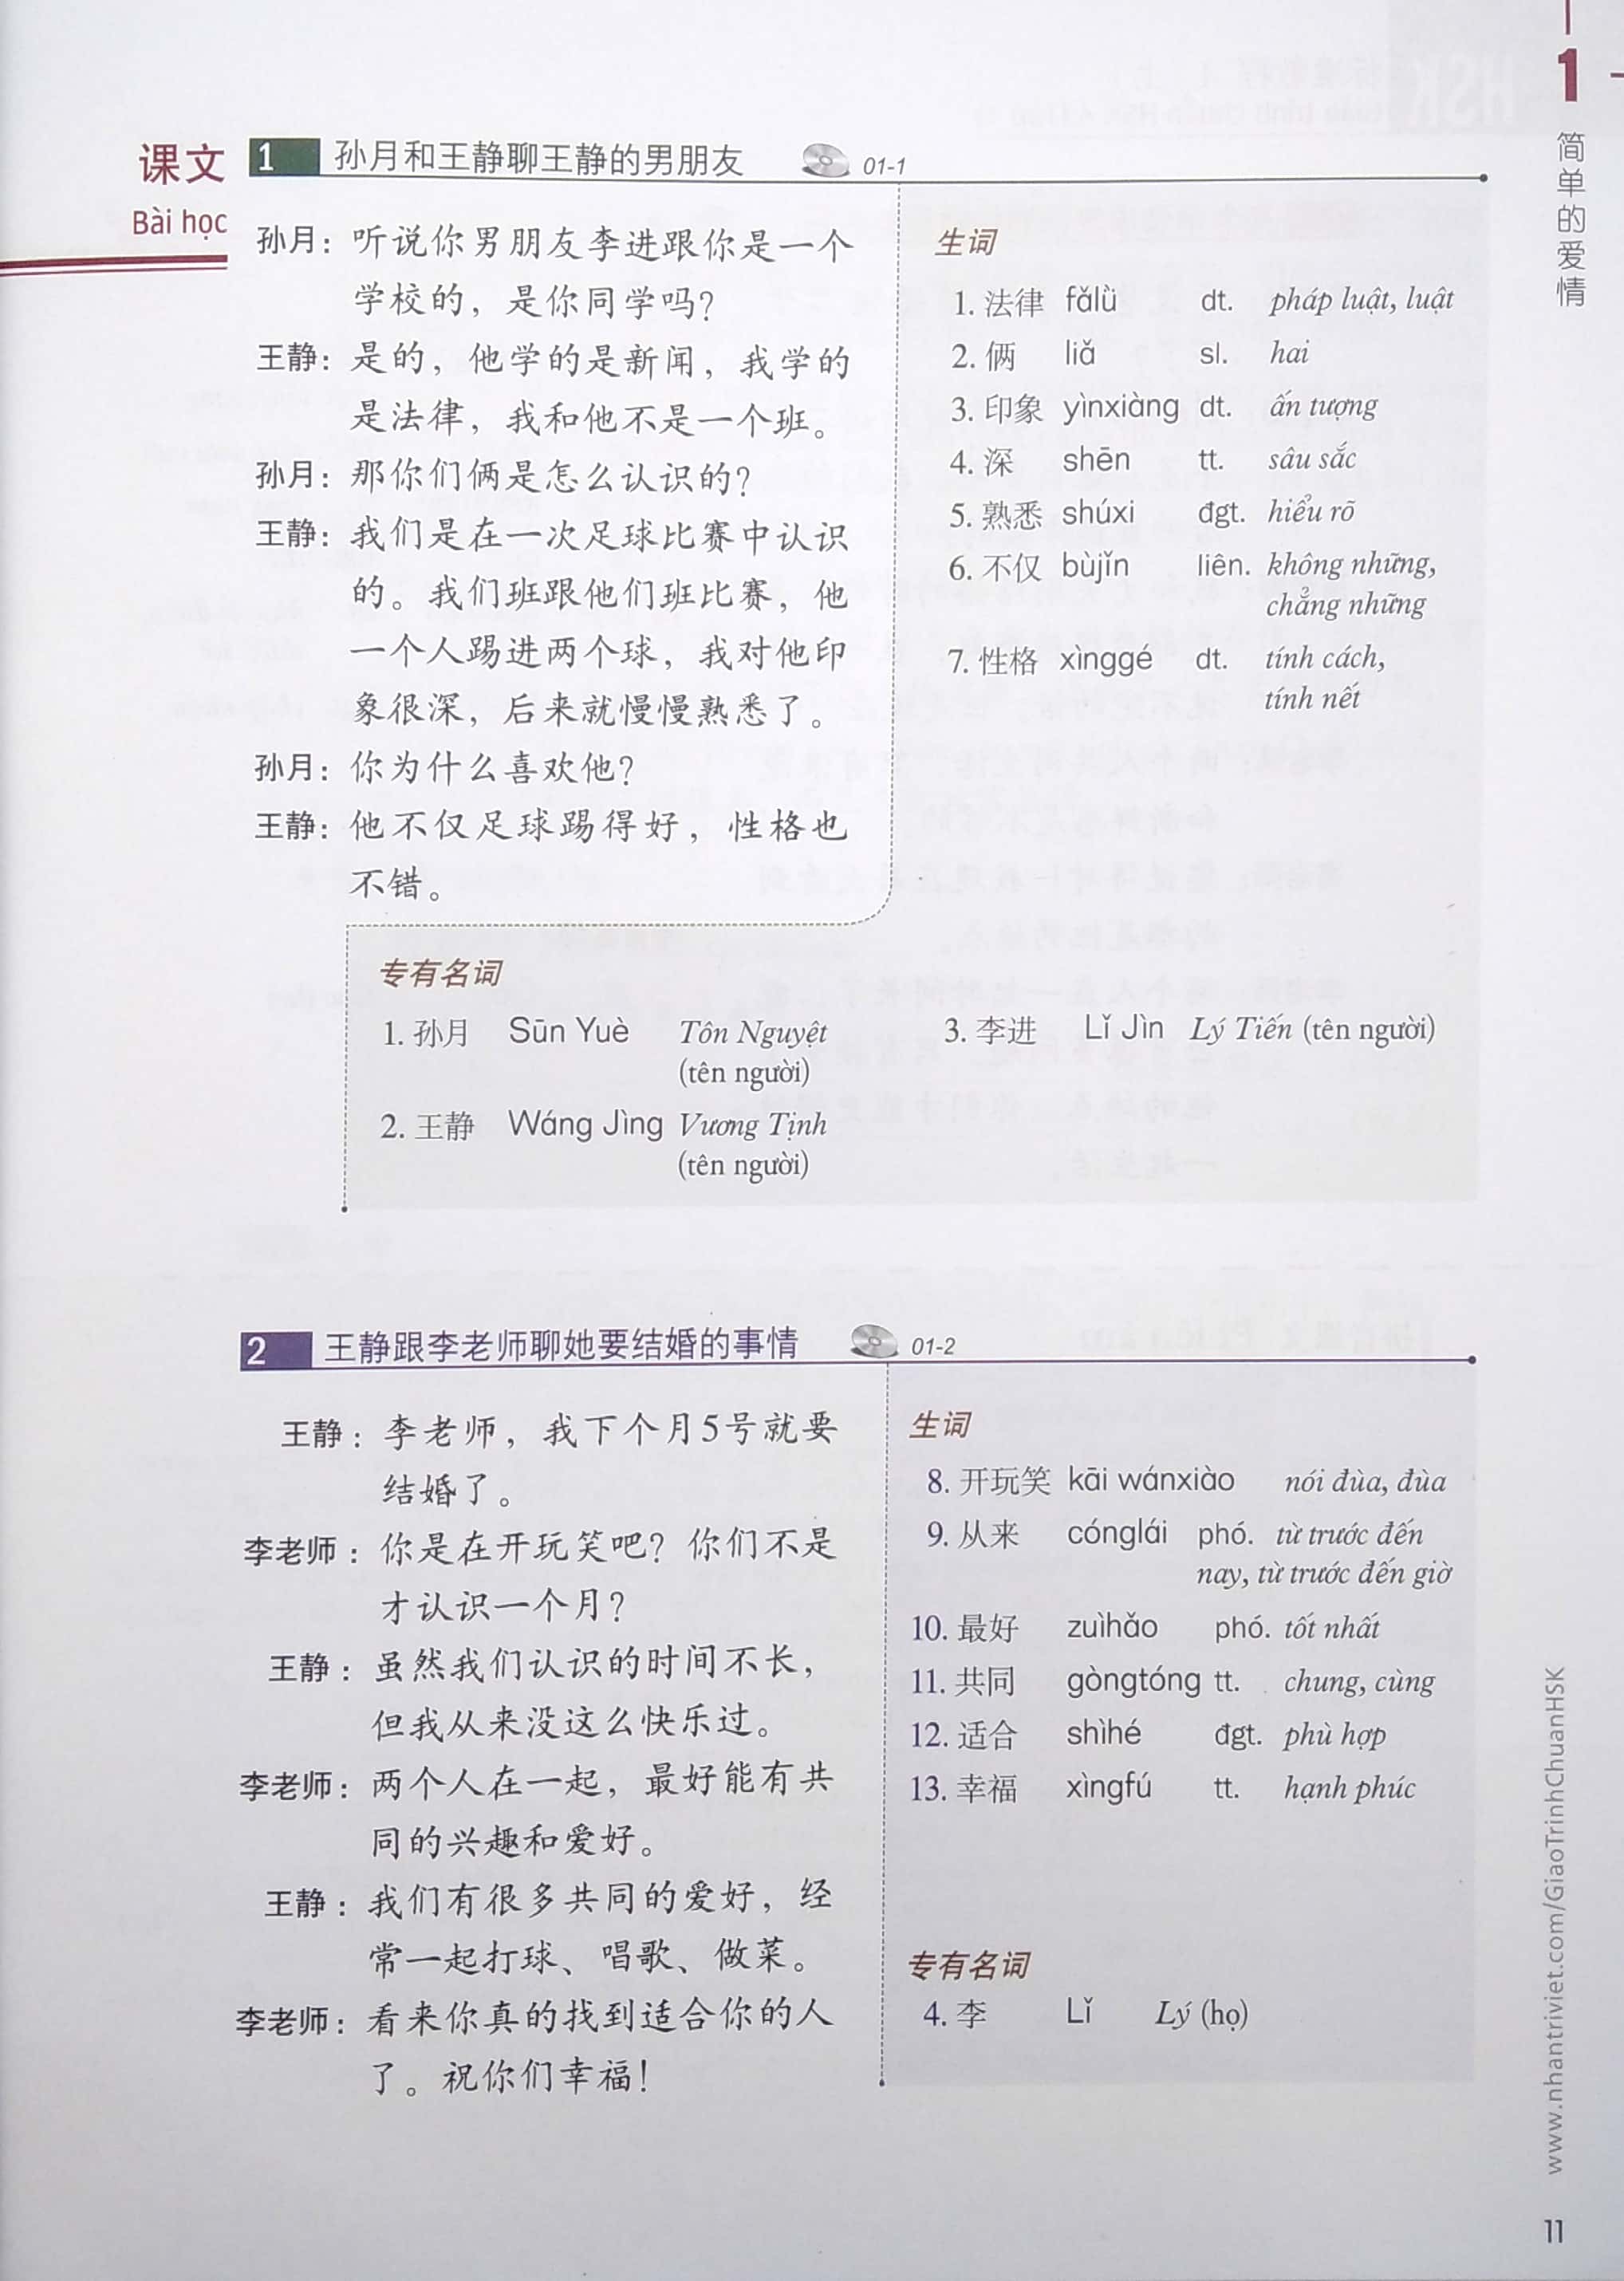 1
简单的爱情
课文
Bài học
1 孙月和王静聊王静的男朋友 01-1
孙月：听说你男朋友李进跟你是一个
学校的，是你同学吗？
王静：是的，他学的是新闻，我学的
是法律，我和他不是一个班。
孙月：那你们俩是怎么认识的？
王静：我们是在一次足球比赛中认识
的。我们班跟他们班比赛，他
一个人踢进两个球，我对他印
象很深，后来就慢慢熟悉了。
孙月：你为什么喜欢他？
王静：他不仅足球踢得好，性格也
不错。
生词
1. 法律 fǎlǜ dt. pháp luật, luật
2. 俩 liǎ sl. hai
3. 印象 yìnxiàng dt. ấn tượng
4. 深 shēn tt. sâu sắc
5. 熟悉 shúxi đgt. hiểu rõ
6. 不仅 bùjǐn liên. không những,
chẳng những
7. 性格 xìnggé dt. tính cách,
tính nết
专有名词
1. 孙月 Sūn Yuè Tôn Nguyệt
(tên người)
2. 王静 Wáng Jìng Vương Tịnh
(tên người)
3. 李进 Lǐ Jìn Lý Tiến (tên người)
2 王静跟李老师聊她要结婚的事情 01-2
王静：李老师，我下个月5号就要
结婚了。
李老师：你是在开玩笑吧？你们不是
才认识一个月？
王静：虽然我们认识的时间不长，
但我从来没这么快乐过。
李老师：两个人在一起，最好能有共
同的兴趣和爱好。
王静：我们有很多共同的爱好，经
常一起打球、唱歌、做菜。
李老师：看来你真的找到适合你的人
了。祝你们幸福！
生词
8. 开玩笑 kāi wánxiào nói đùa, đùa
9. 从来 cónglái phó. từ trước đến
nay, từ trước đến giờ
10. 最好 zuìhǎo phó. tốt nhất
11. 共同 gòngtóng tt. chung, cùng
12. 适合 shìhé đgt. phù hợp
13. 幸福 xìngfú tt. hạnh phúc
专有名词
4. 李 Lǐ Lý (họ)
www.nhantriviet.com/GiaoTrinhChuanHSK
11